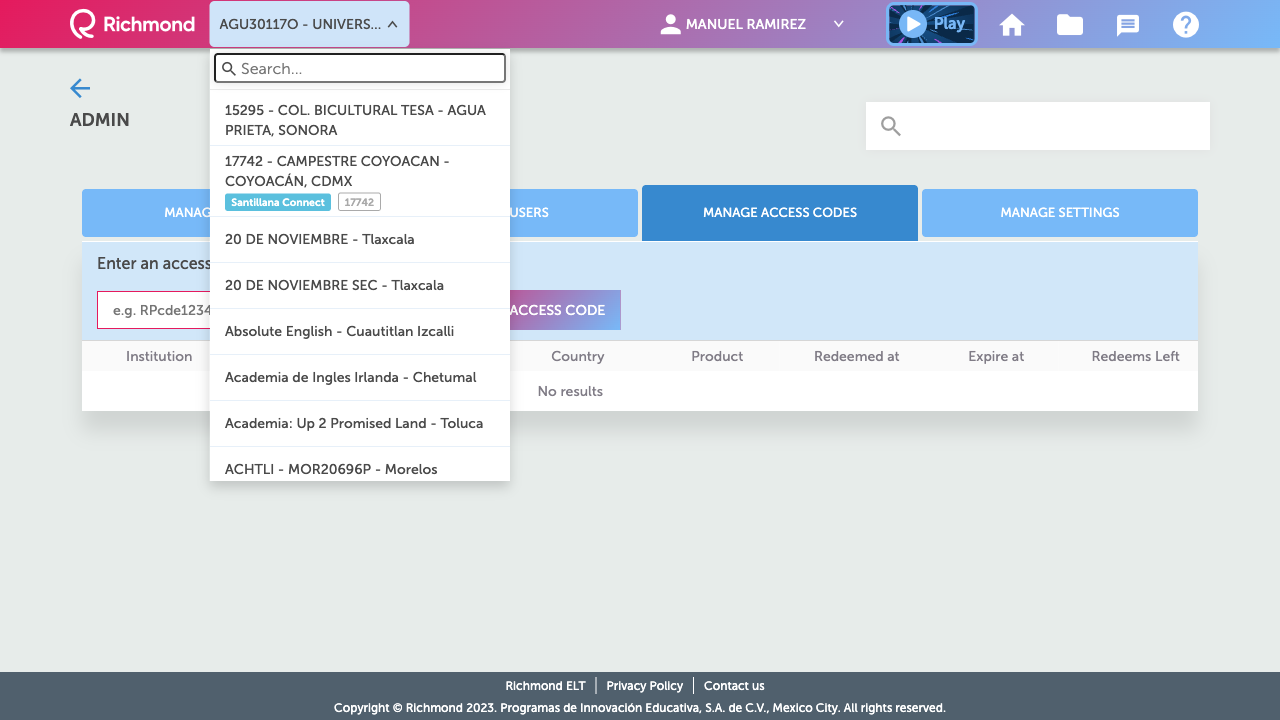 Richmond
AGU30117O - UNIVERS...
MANUEL RAMIREZ
Play
Search...
15295 - COL. BICULTURAL TESA - AGUA
PRIETA, SONORA
17742 - CAMPESTRE COYOACAN -
COYOACÁN, CDMX
Santillana Connect 17742
20 DE NOVIEMBRE - Tlaxcala
20 DE NOVIEMBRE SEC - Tlaxcala
Absolute English - Cuautitlan Izcalli
Academia de Ingles Irlanda - Chetumal
Academia: Up 2 Promised Land - Toluca
ACHTLI - MOR20696P - Morelos
ADMIN
MANAG
USERS
MANAGE ACCESS CODES
MANAGE SETTINGS
Enter an access
e.g. RPcde1234
ACCESS CODE
Institution Country Product Redeemed at Expire at Redeems Left
No results
Richmond ELT Privacy Policy Contact us
Copyright © Richmond 2023. Programas de Innovación Educativa, S.A. de C.V., Mexico City. All rights reserved.